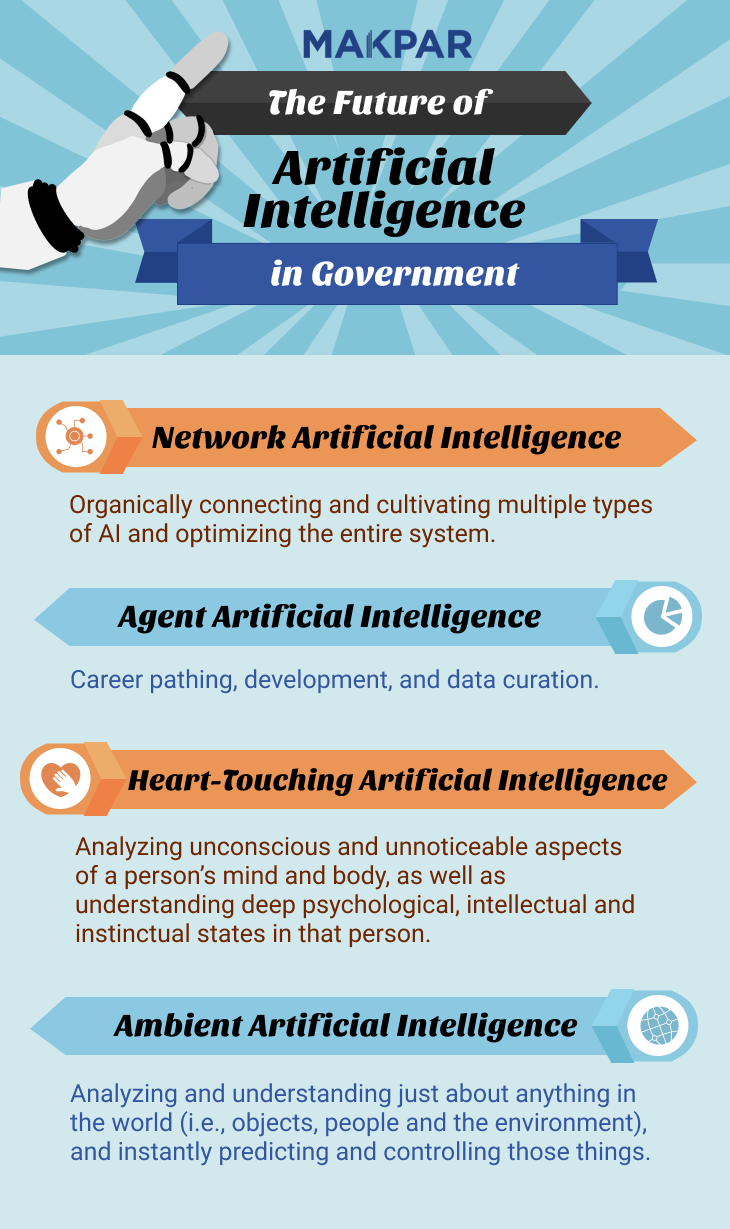 MAKPAR
The Future of
Artificial
Intelligence
in Government
Network Artificial Intelligence
Organically connecting and cultivating multiple types
of AI and optimizing the entire system.
Agent Artificial Intelligence
Career pathing, development, and data curation.
Heart-Touching Artificial Intelligence
Analyzing unconscious and unnoticeable aspects
of a person’s mind and body, as well as
understanding deep psychological, intellectual and
instinctual states in that person.
Ambient Artificial Intelligence
Analyzing and understanding just about anything in
the world (i.e., objects, people and the environment),
and instantly predicting and controlling those things.